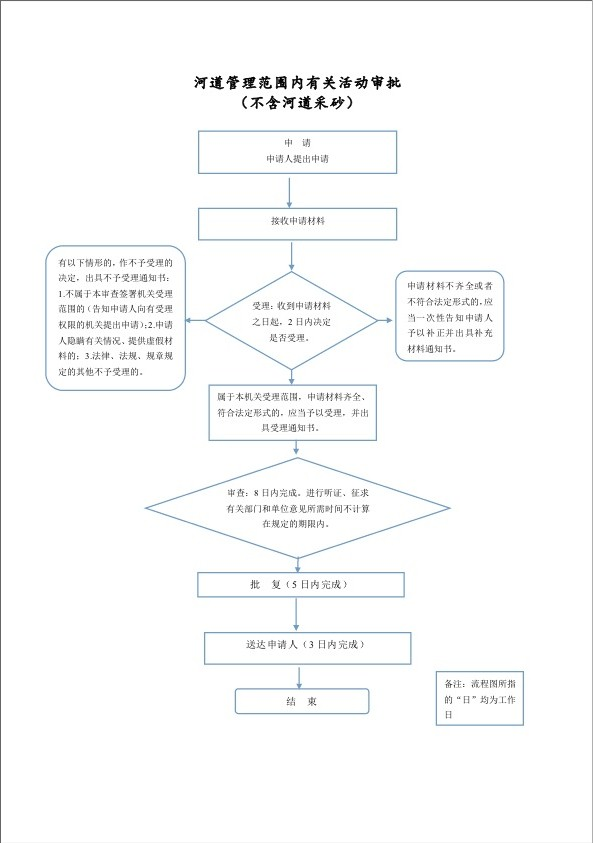 河道管理范围内有关活动审批
（不含河道采砂）
申　请
申请人提出申请
接收申请材料
有以下情形的，作不予受理的
决定，出具不予受理通知书：
1.不属于本审查签署机关受理
范围的（告知申请人向有受理
权限的机关提出申请）；2.申请
人隐瞒有关情况、提供虚假材
料的；3.法律、法规、规章规
定的其他不予受理的。
受理：收到申请材料
之日起，2 日内决定
是否受理。
申请材料不齐全或者
不符合法定形式的，应
当一次性告知申请人
予以补正并出具补充
材料通知书。
属于本机关受理范围，申请材料齐全、
符合法定形式的，应当予以受理，并出
具受理通知书。
审查：8 日内完成。进行听证、征求
有关部门和单位意见所需时间不计算
在规定的期限内。
批　复（5 日内完成）
送达申请人（3 日内完成）
结　束
备注：流程图所指
的“日”均为工作
日